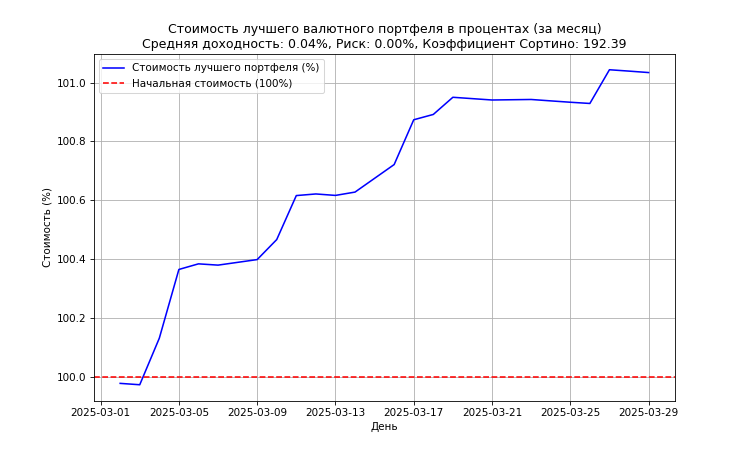 Стоимость лучшего валютного портфеля в процентах (за месяц)
Средняя доходность: 0.04%, Риск: 0.00%, Коэффициент Сортино: 192.39
Стоимость лучшего портфеля (%)
Начальная стоимость (100%)
Стоимость (%)
101.0
100.8
100.6
100.4
100.2
100.0
2025-03-01 2025-03-05 2025-03-09 2025-03-13 2025-03-17 2025-03-21 2025-03-25 2025-03-29
День